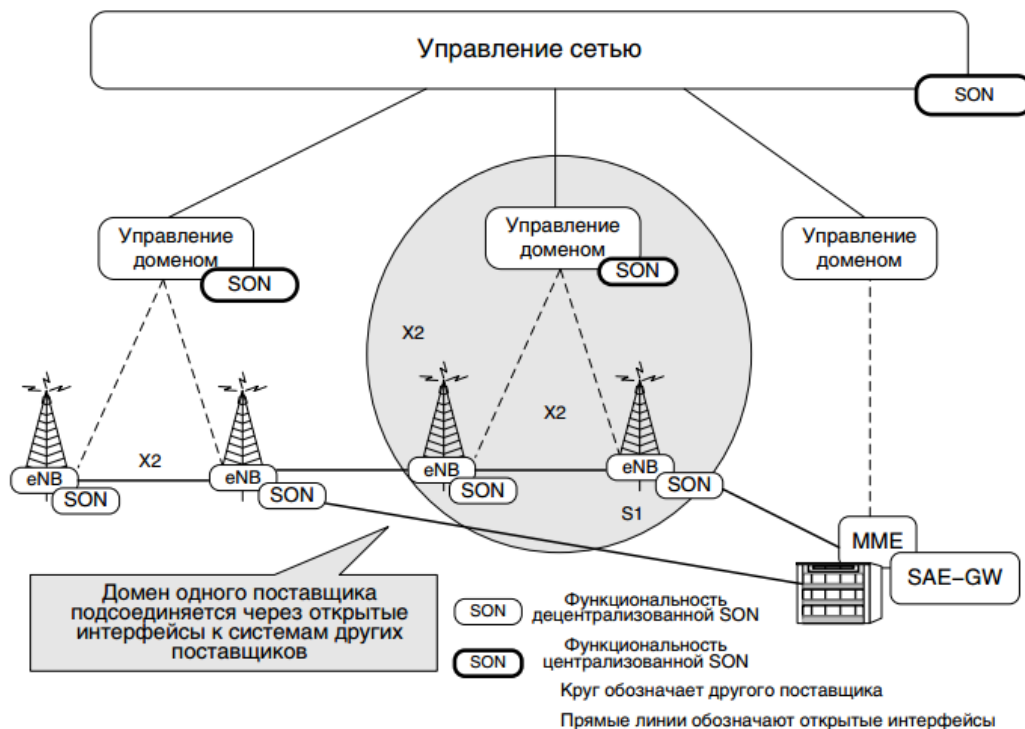 Управление сетью
SON
Управление
доменом
SON
Управление
доменом
SON
Управление
доменом
X2
X2
X2
eNB
SON
eNB
SON
eNB
SON
eNB
SON
S1
MME
SAE–GW
Домен одного поставщика
подсоединяется через открытые
интерфейсы к системам других
поставщиков
SON
Функциональность
децентрализованной SON
SON
Функциональность
централизованной SON
Круг обозначает другого поставщика
Прямые линии обозначают открытые интерфейсы